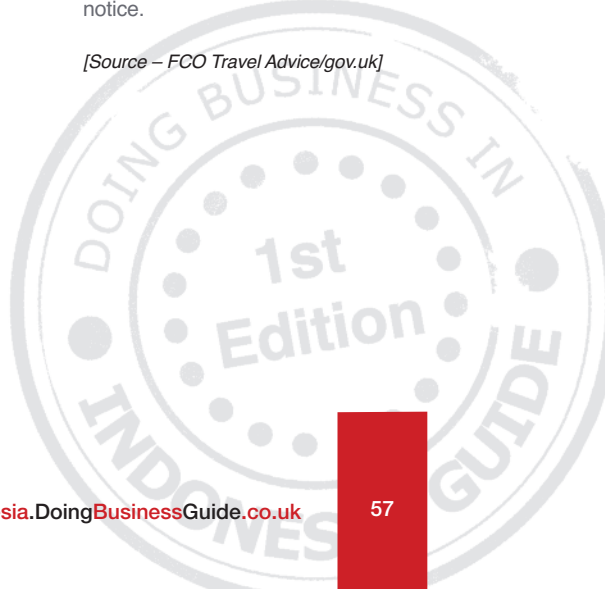 notice.
[Source – FCO Travel Advice/gov.uk]
DOING BUSINESS IN
1st
Edition
INDONESIA GUIDE
sia.DoingBusinessGuide.co.uk
57